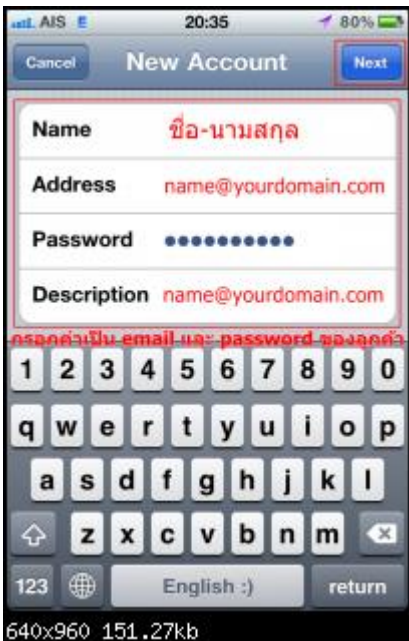 AIS E 20:35 80%
Cancel New Account Next
Name ชื่อ-นามสกุล
Address name@yourdomain.com
Password ●●●●●●●●●●
Description name@yourdomain.com
กรอกค่าเป็น email และ password ของลูกค้า
1 2 3 4 5 6 7 8 9 0
q w e r t y u i o p
a s d f g h j k l
z x c v b n m
123 English :) return
640x960 151.27kb